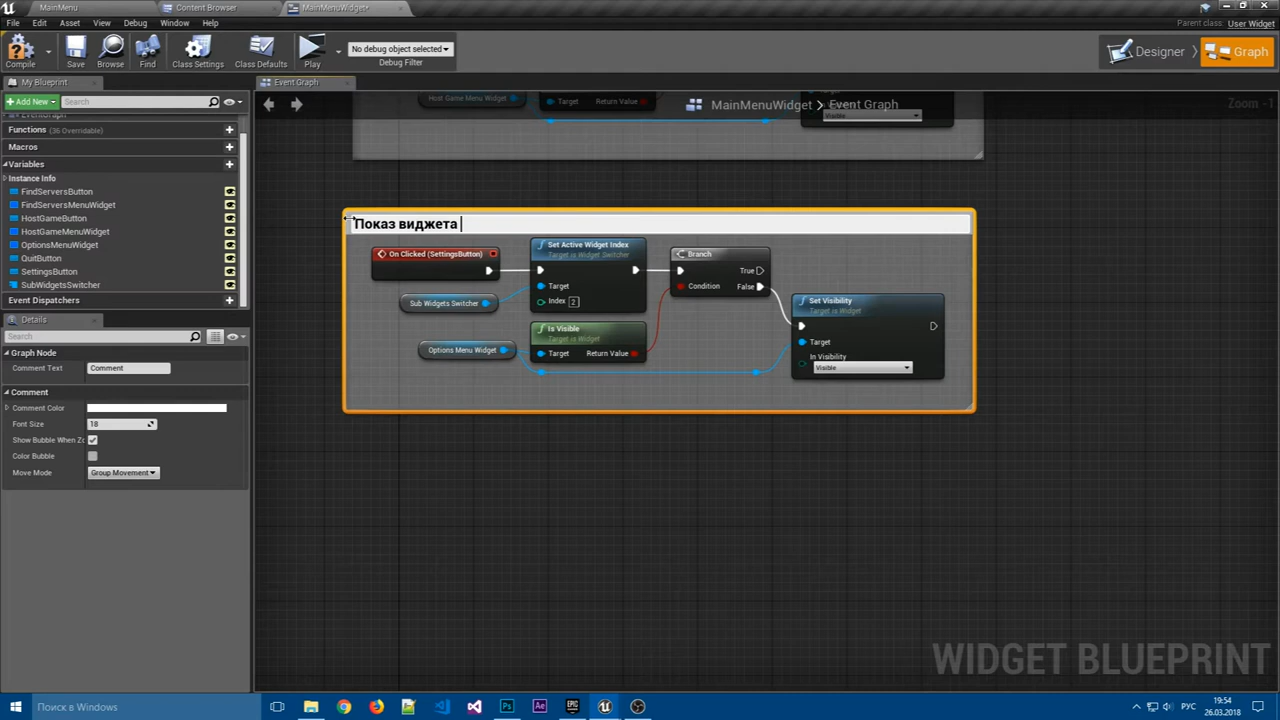 MainMenu
Content Browser
MainMenuWidget*
File Edit Asset View Debug Window Help
Parent class: User Widget
Compile
Save
Browse
Find
Class Settings
Class Defaults
Play
No debug object selected
Debug Filter
Designer
Graph
My Blueprint
Event Graph
+Add New
Search
MainMenuWidget > Event Graph
Zoom -1
EventGraph
Functions (36 Overridable)
Macros
Variables
Instance Info
FindServersButton
FindServersMenuWidget
HostGameButton
HostGameMenuWidget
OptionsMenuWidget
QuitButton
SettingsButton
SubWidgetsSwitcher
Event Dispatchers
Details
Search
Graph Node
Comment Text Comment
Comment
Comment Color
Font Size 18
Show Bubble When Zo
Color Bubble
Move Mode Group Movement
Host Game Menu Widget
Target Return Value
Visible
Показ виджета
On Clicked (SettingsButton)
Set Active Widget Index
Target is Widget Switcher
Target
Index 2
Sub Widgets Switcher
Branch
True
Condition False
Is Visible
Target is Widget
Target Return Value
Options Menu Widget
Set Visibility
Target is Widget
Target
In Visibility
Visible
WIDGET BLUEPRINT
Поиск в Windows
РУС
19:54
26.03.2018